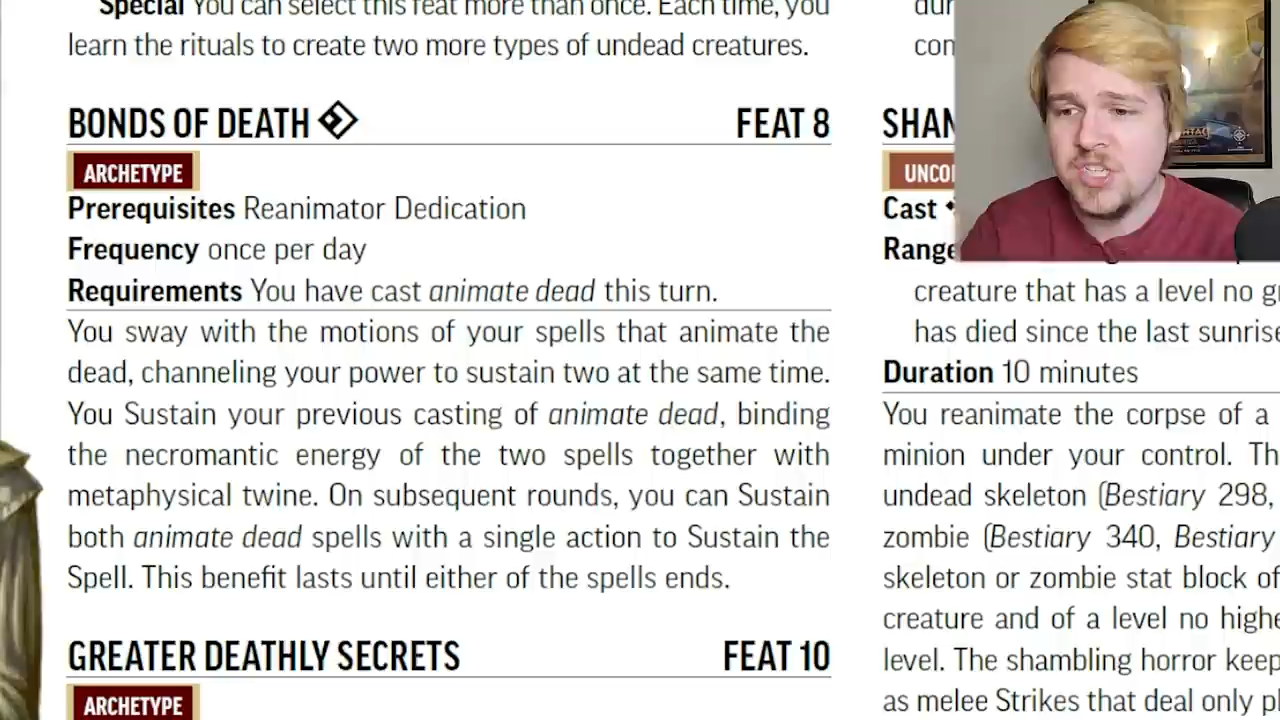 Special You can select this feat more than once. Each time, you
learn the rituals to create two more types of undead creatures.
BONDS OF DEATH FEAT 8
ARCHETYPE
Prerequisites Reanimator Dedication
Frequency once per day
Requirements You have cast animate dead this turn.
You sway with the motions of your spells that animate the
dead, channeling your power to sustain two at the same time.
You Sustain your previous casting of animate dead, binding
the necromantic energy of the two spells together with
metaphysical twine. On subsequent rounds, you can Sustain
both animate dead spells with a single action to Sustain the
Spell. This benefit lasts until either of the spells ends.
GREATER DEATHLY SECRETS FEAT 10
ARCHETYPE
Cast
Range
creature that has a level no
has died since the last sunrise
Duration 10 minutes
You reanimate the corpse of a
minion under your control.
undead skeleton (Bestiary 298,
zombie (Bestiary 340, Bestiary
skeleton or zombie stat block of
creature and of a level no
level. The shambling horror
as melee Strikes that deal only